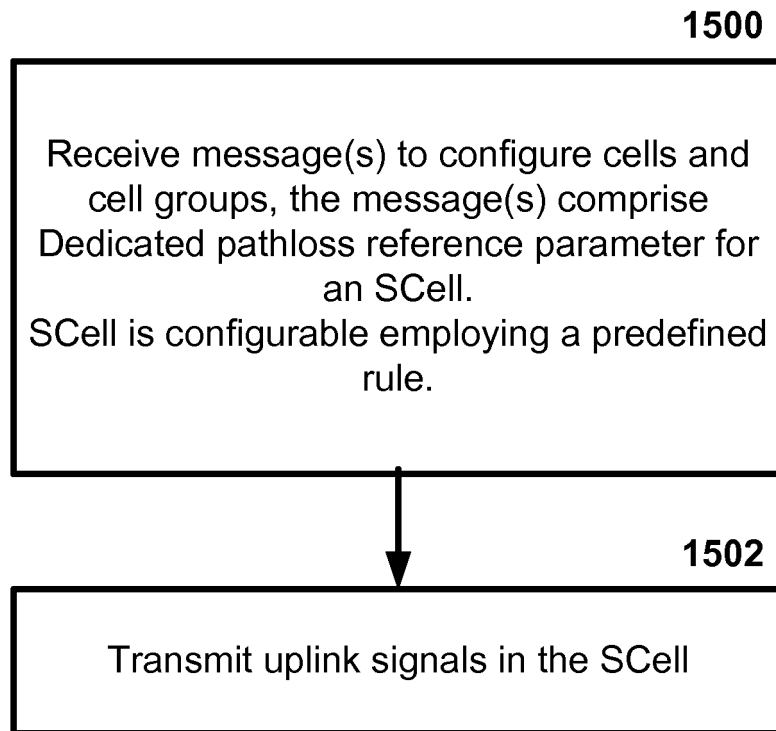 1500
Receive message(s) to configure cells and
cell groups, the message(s) comprise
Dedicated pathloss reference parameter for
an SCell.
SCell is configurable employing a predefined
rule.
1502
Transmit uplink signals in the SCell